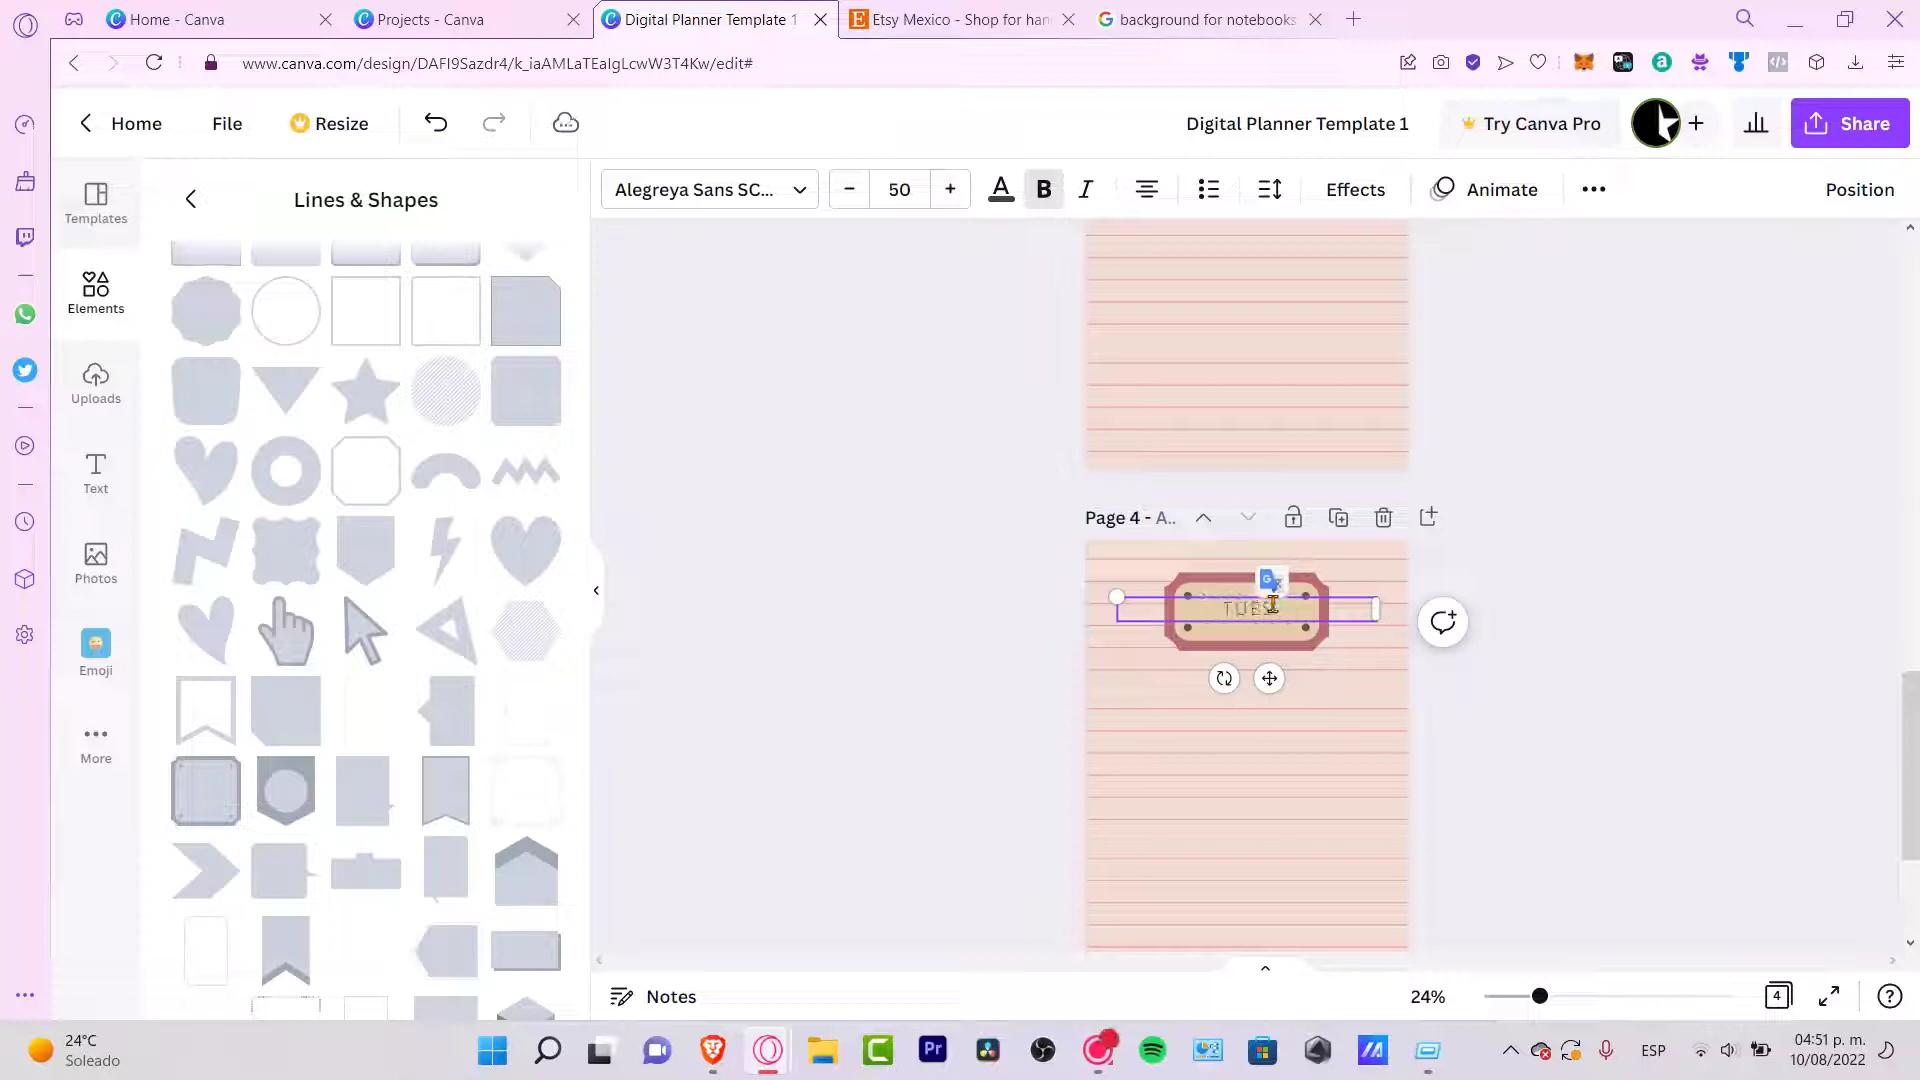 Home - Canva
Projects - Canva
Digital Planner Template 1
Etsy Mexico - Shop for han
background for notebooks
www.canva.com/design/DAFI9Sazdr4/k_iaAMLaTEaIgLcwW3T4Kw/edit#
Home
File
Resize
Digital Planner Template 1
Try Canva Pro
Share
Templates
Elements
Uploads
Text
Photos
Emoji
More
Lines & Shapes
Alegreya Sans SC...
50
A
B
I
Effects
Animate
Position
Page 4 - A..
TUES
Notes
24%
4
24°C
Soleado
Pr
ESP
04:51 p. m.
10/08/2022